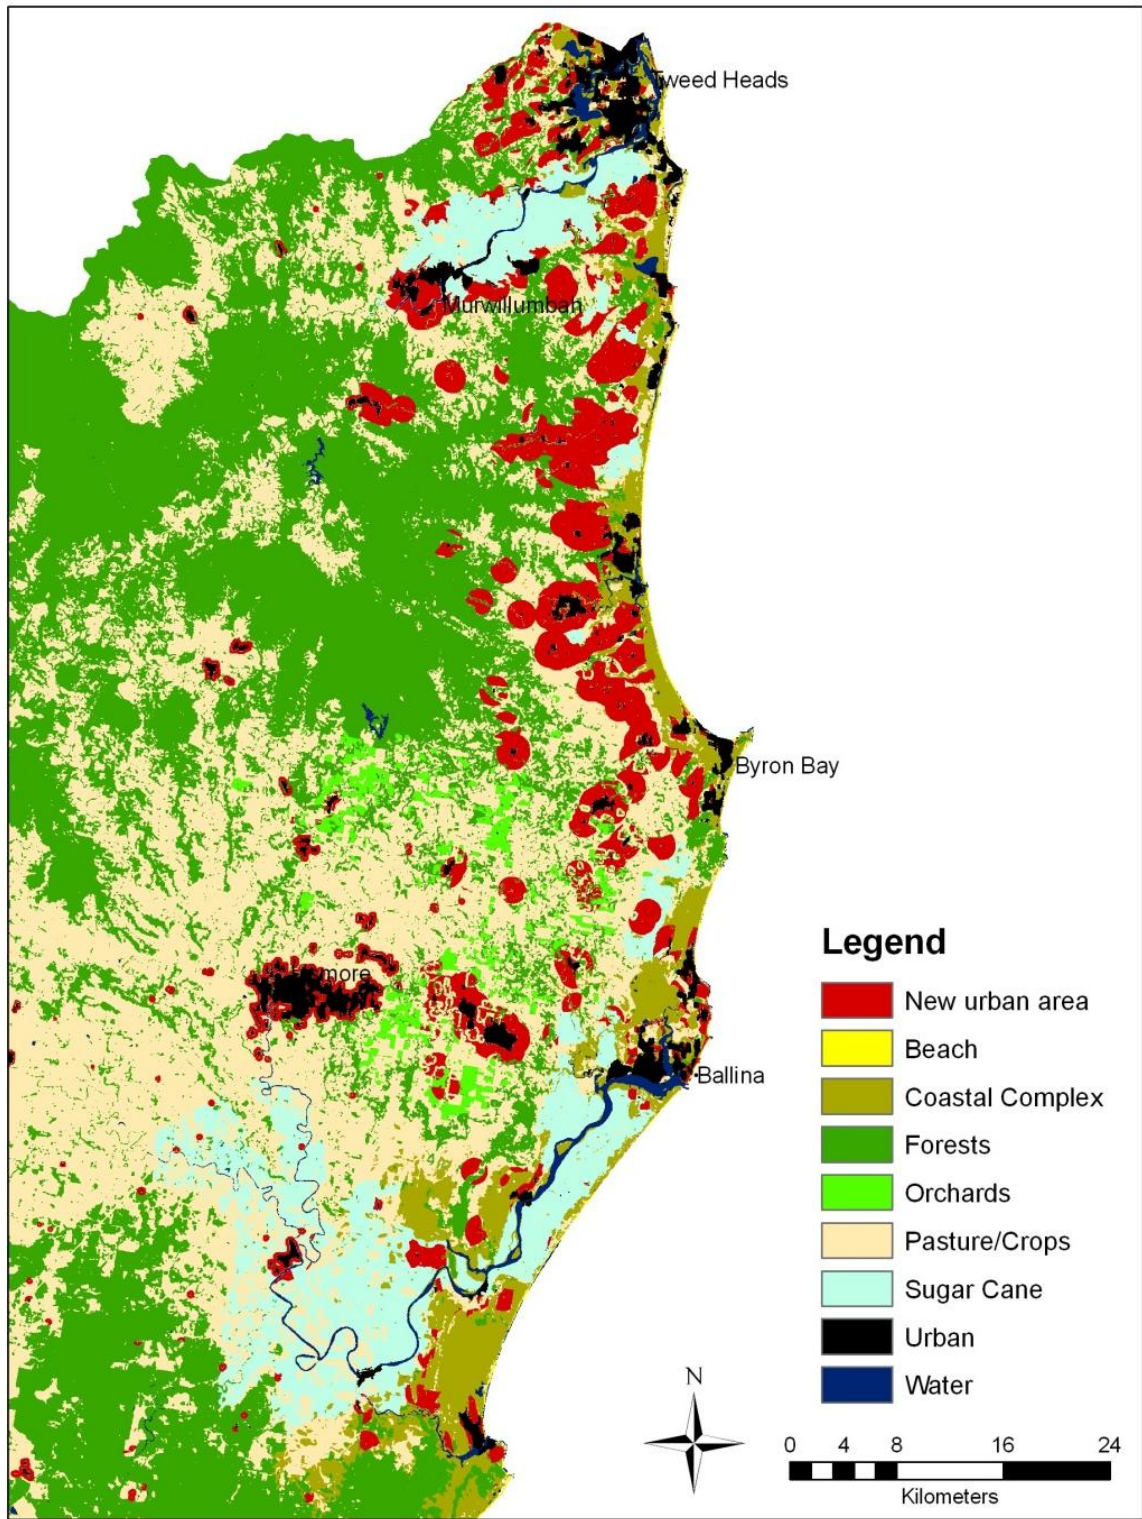 Tweed Heads
Murwillumbah
Byron Bay
Ballina
Legend
New urban area
Beach
Coastal Complex
Forests
Orchards
Pasture/Crops
Sugar Cane
Urban
Water
N
0 4 8 16 24
Kilometers